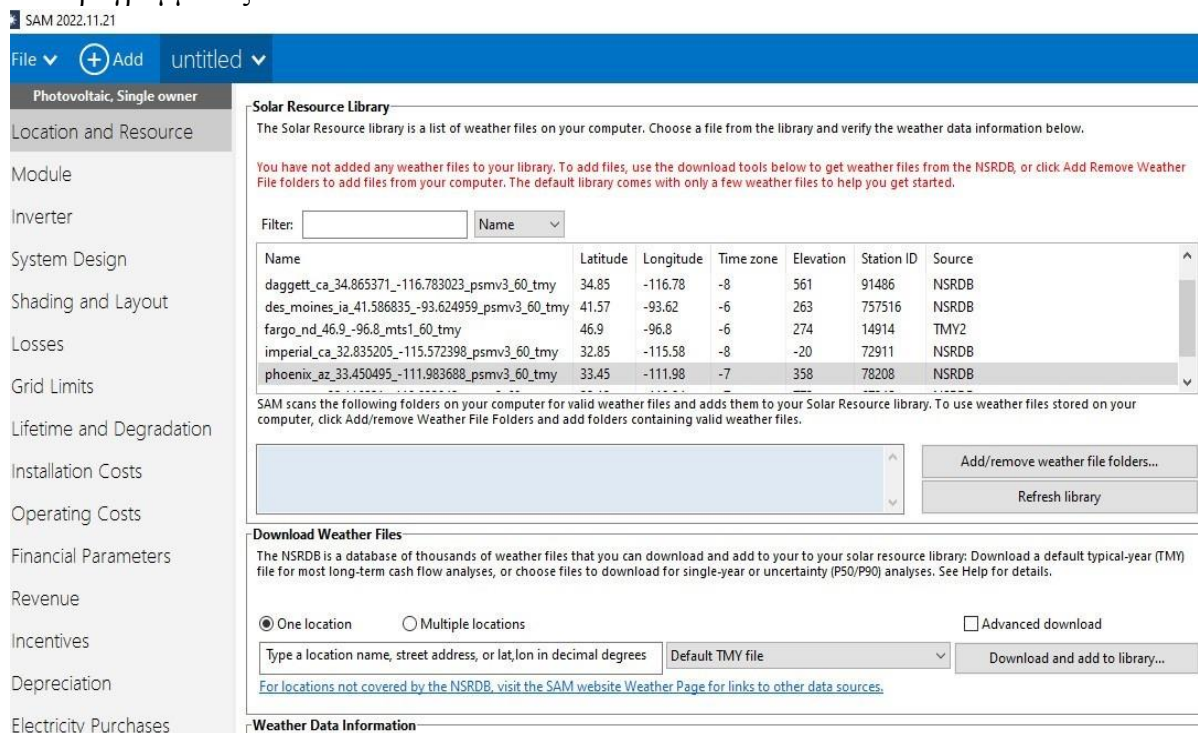 SAM 2022.11.21
File Add untitled
Photovoltaic, Single owner
Location and Resource
Module
Inverter
System Design
Shading and Layout
Losses
Grid Limits
Lifetime and Degradation
Installation Costs
Operating Costs
Financial Parameters
Revenue
Incentives
Depreciation
Electricity Purchases
Solar Resource Library
The Solar Resource library is a list of weather files on your computer. Choose a file from the library and verify the weather data information below.
You have not added any weather files to your library. To add files, use the download tools below to get weather files from the NSRDB, or click Add Remove Weather
File folders to add files from your computer. The default library comes with only a few weather files to help you get started.
Filter: Name
Name Latitude Longitude Time zone Elevation Station ID Source
daggett_ca_34.865371_-116.783023_psmv3_60_tmy 34.85 -116.78 -8 561 91486 NSRDB
des_moines_ia_41.586835_-93.624959_psmv3_60_tmy 41.57 -93.62 -6 263 757516 NSRDB
fargo_nd_46.9_-96.8_mts1_60_tmy 46.9 -96.8 -6 274 14914 TMY2
imperial_ca_32.835205_-115.572398_psmv3_60_tmy 32.85 -115.58 -8 -20 72911 NSRDB
phoenix_az_33.450495_-111.983688_psmv3_60_tmy 33.45 -111.98 -7 358 78208 NSRDB
SAM scans the following folders on your computer for valid weather files and adds them to your Solar Resource library. To use weather files stored on your
computer, click Add/remove Weather File Folders and add folders containing valid weather files.
Add/remove weather file folders...
Refresh library
Download Weather Files
The NSRDB is a database of thousands of weather files that you can download and add to your to your solar resource library: Download a default typical-year (TMY)
file for most long-term cash flow analyses, or choose files to download for single-year or uncertainty (P50/P90) analyses. See Help for details.
One location Multiple locations Advanced download
Type a location name, street address, or lat,lon in decimal degrees Default TMY file Download and add to library...
For locations not covered by the NSRDB, visit the SAM website Weather Page for links to other data sources.
Weather Data Information